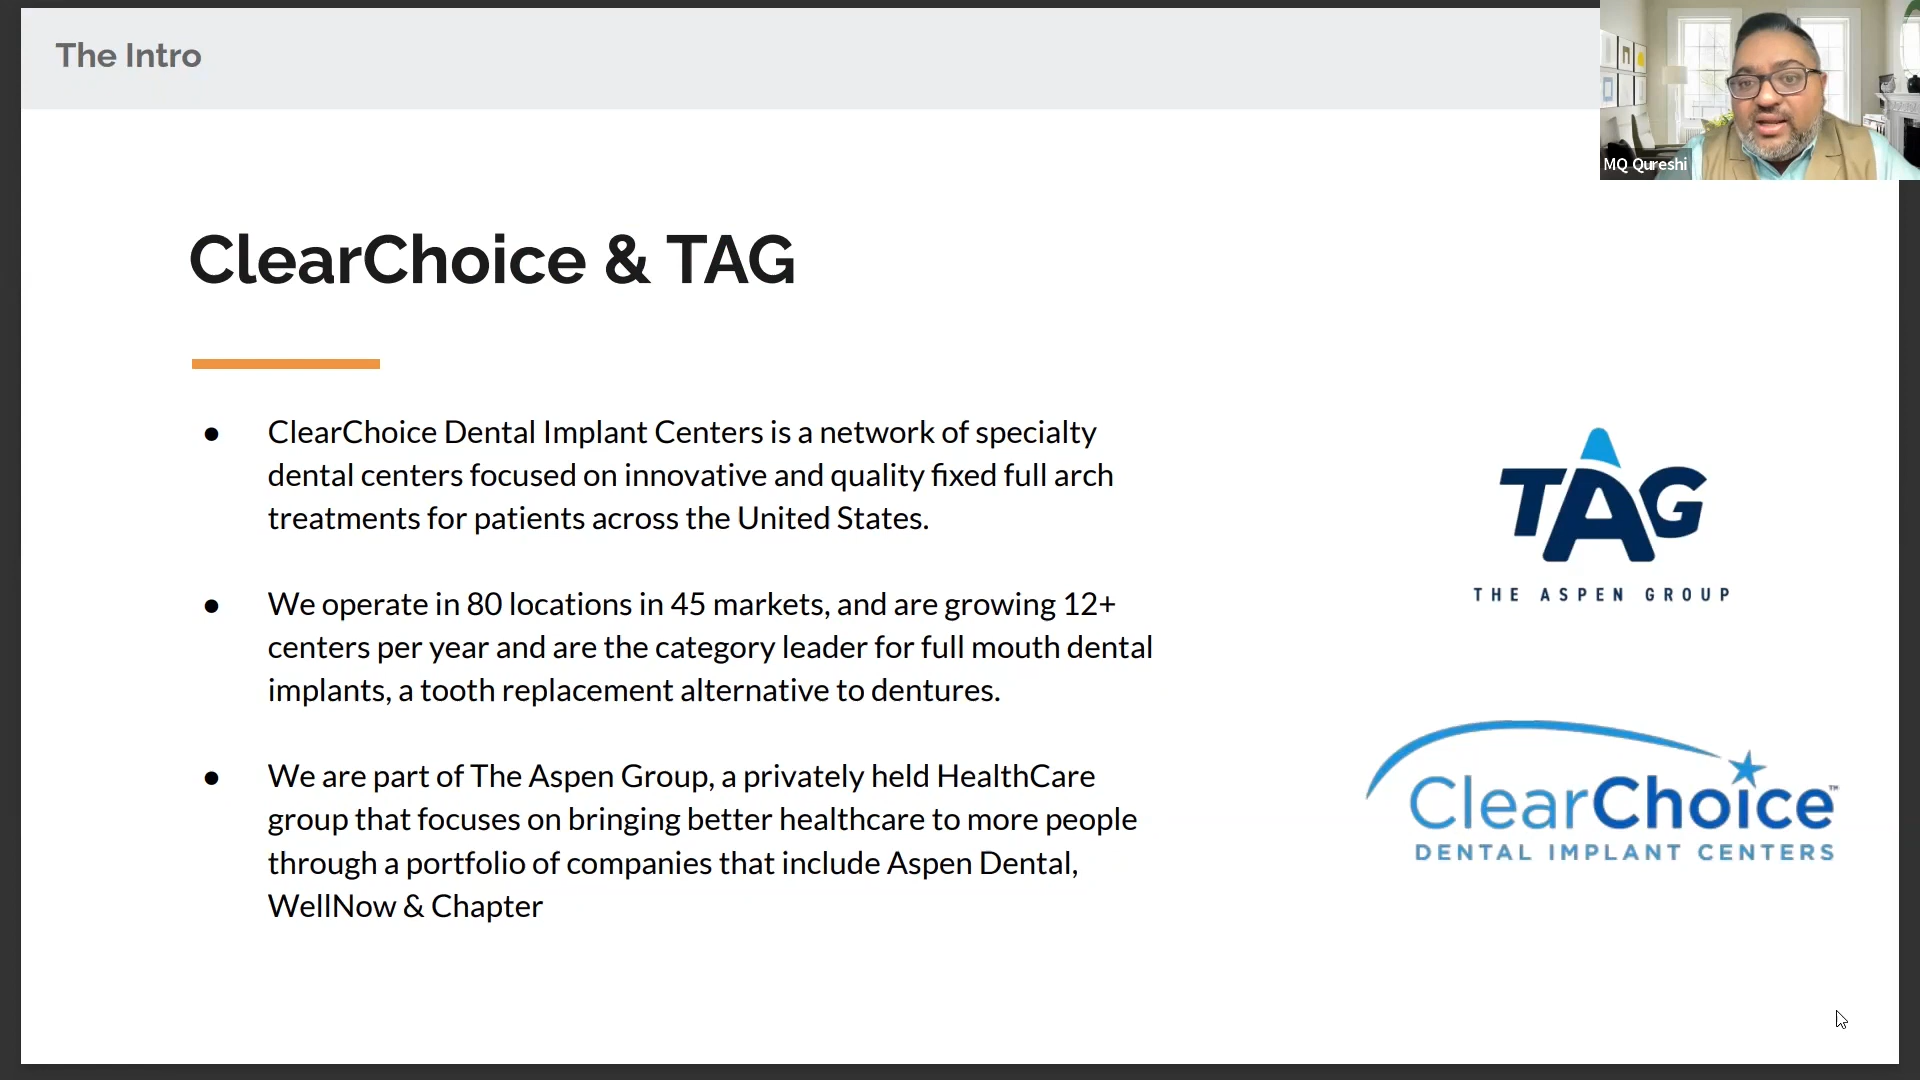 The Intro
MQ Qureshi
ClearChoice & TAG
● ClearChoice Dental Implant Centers is a network of specialty
dental centers focused on innovative and quality fixed full arch
treatments for patients across the United States.
● We operate in 80 locations in 45 markets, and are growing 12+
centers per year and are the category leader for full mouth dental
implants, a tooth replacement alternative to dentures.
● We are part of The Aspen Group, a privately held HealthCare
group that focuses on bringing better healthcare to more people
through a portfolio of companies that include Aspen Dental,
WellNow & Chapter
TAG
THE ASPEN GROUP
ClearChoice™
DENTAL IMPLANT CENTERS